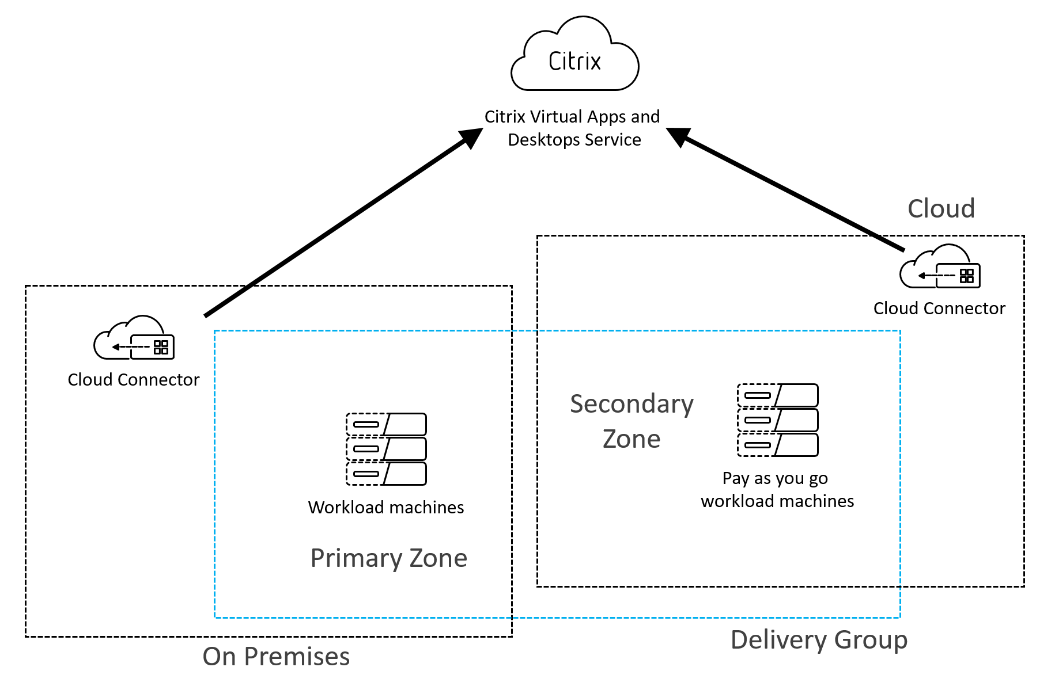 Citrix
Citrix Virtual Apps and
Desktops Service
Cloud
Cloud Connector
Cloud Connector
Secondary
Zone
Pay as you go
workload machines
Workload machines
Primary Zone
Delivery Group
On Premises